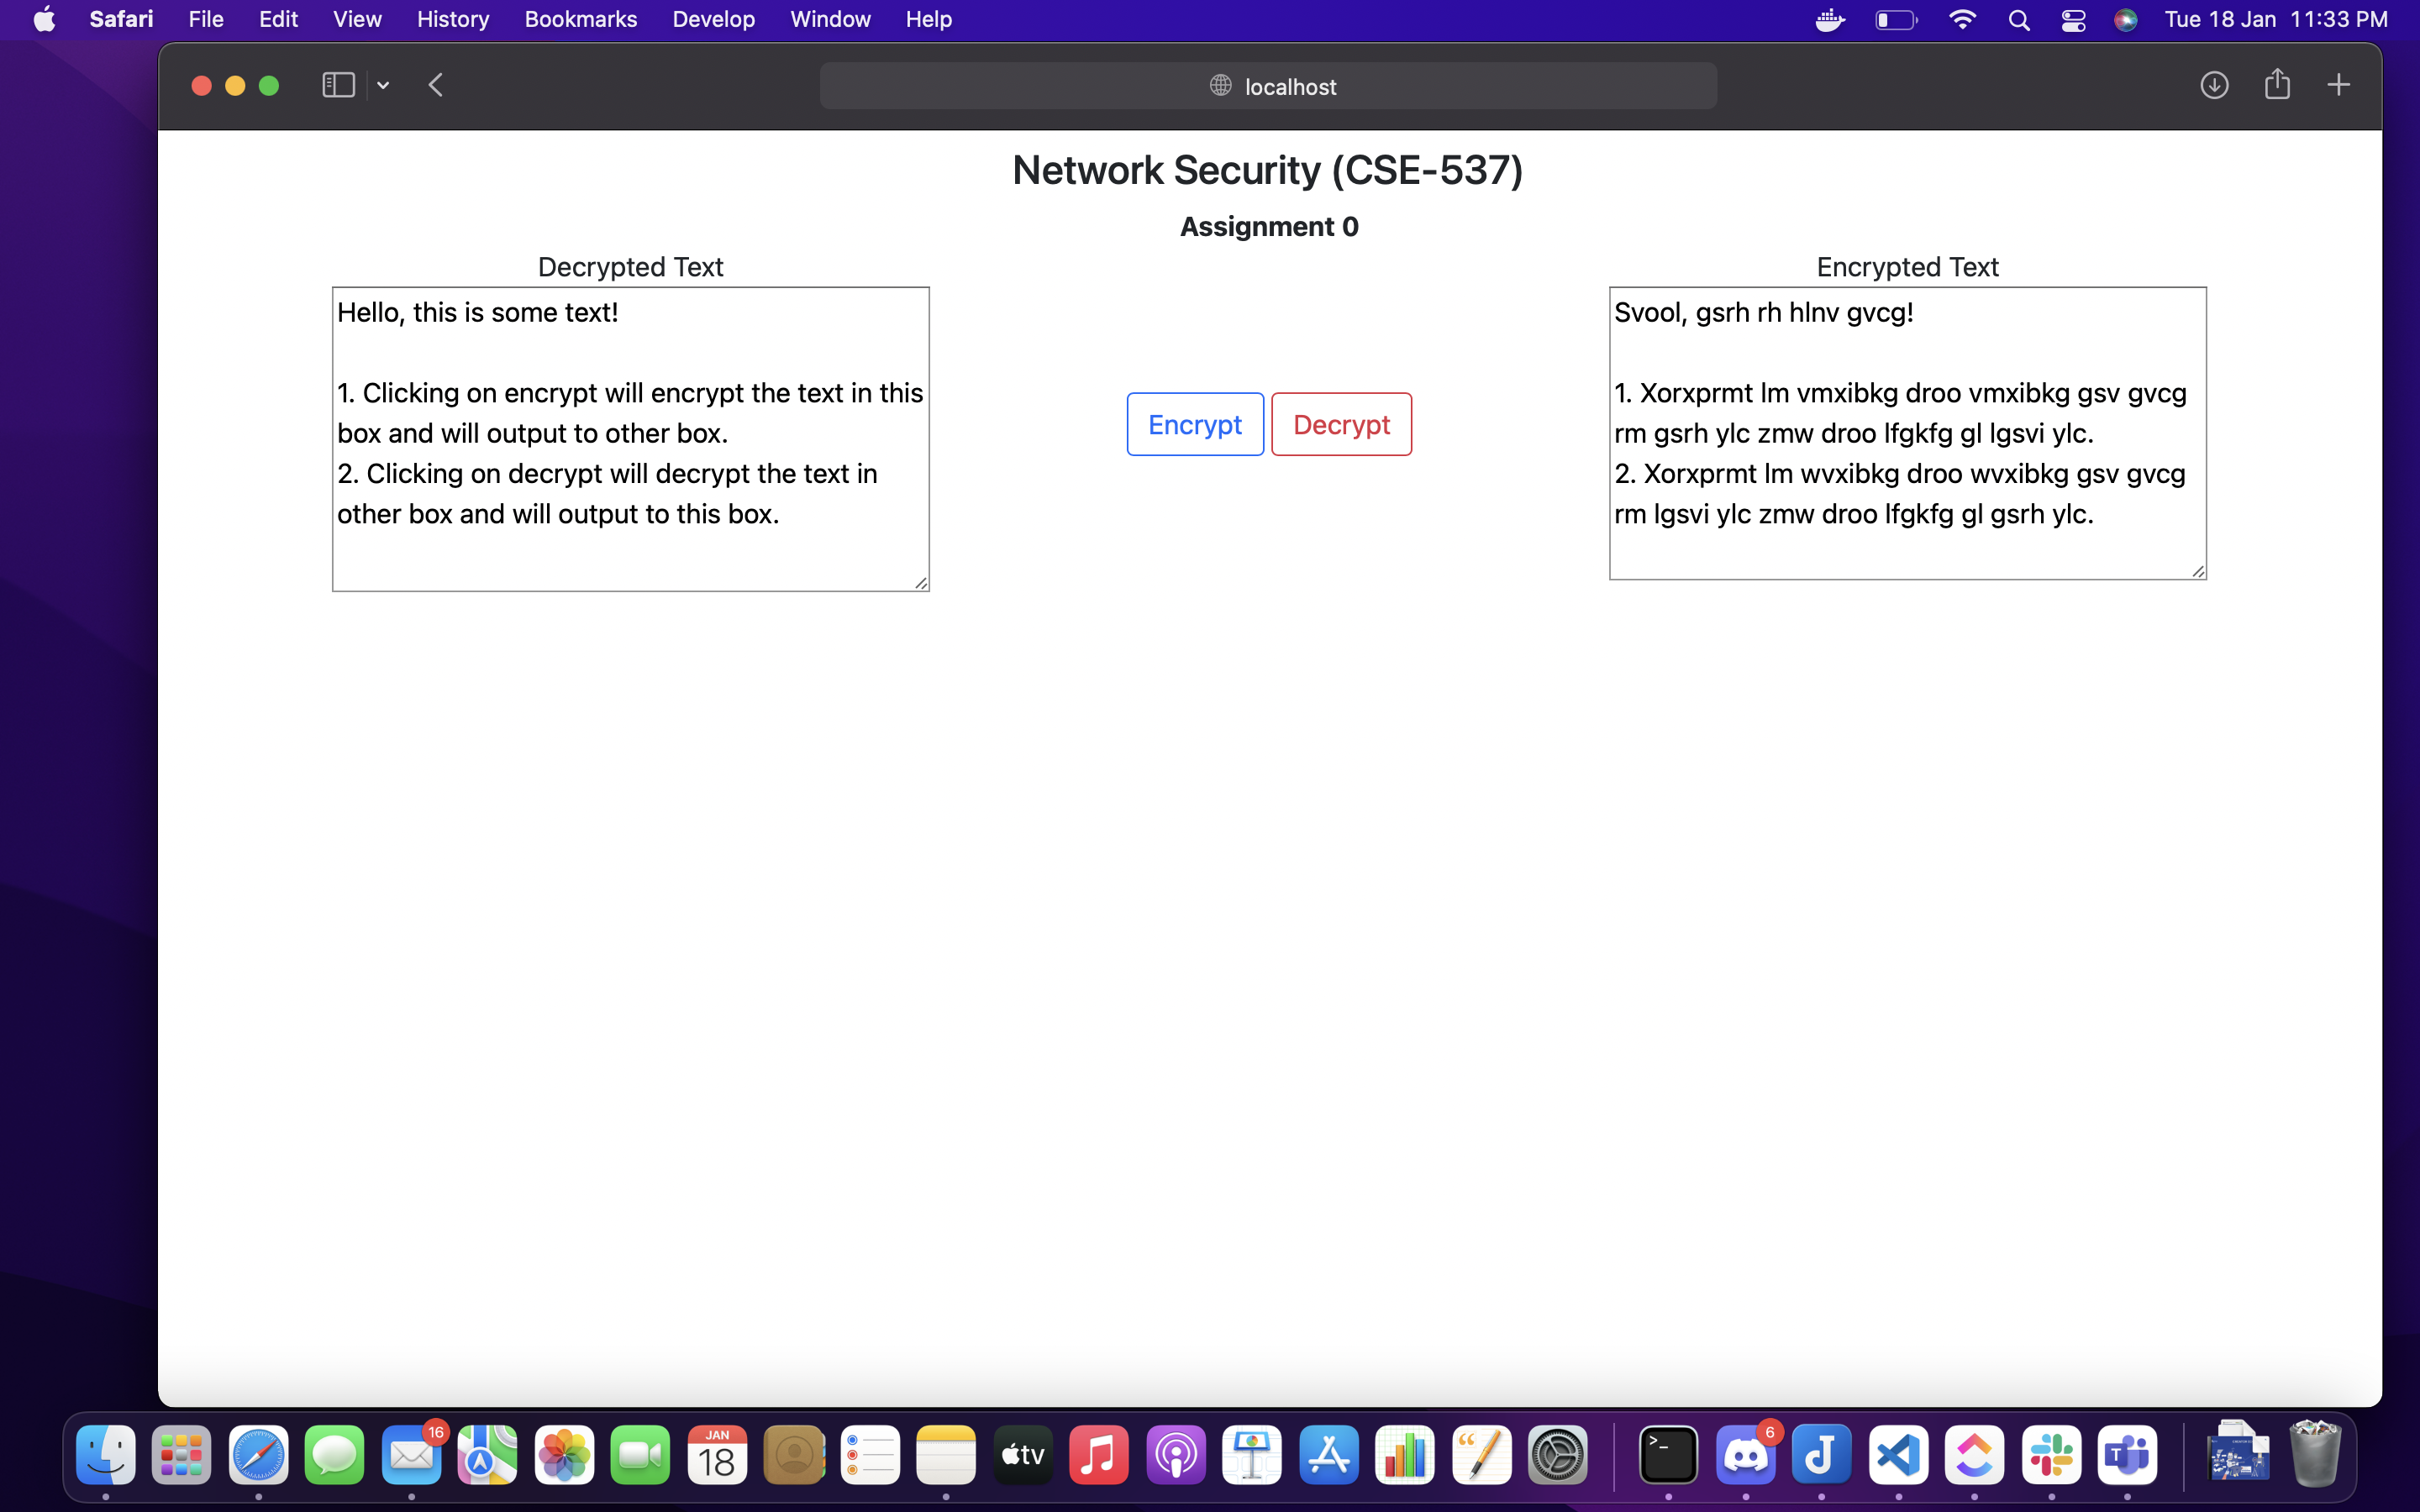 Safari File Edit View History Bookmarks Develop Window Help Tue 18 Jan 11:33 PM
localhost
Network Security (CSE-537)
Assignment 0
Decrypted Text
Hello, this is some text!
1. Clicking on encrypt will encrypt the text in this
box and will output to other box.
2. Clicking on decrypt will decrypt the text in
other box and will output to this box.
Encrypt Decrypt
Encrypted Text
Svool, gsrh rh hlnv gvcg!
1. Xorxprmt lm vmxibkg droo vmxibkg gsv gvcg
rm gsrh ylc zmw droo lfgkfg gl lgsvi ylc.
2. Xorxprmt lm wvxibkg droo wvxibkg gsv gvcg
rm lgsvi ylc zmw droo lfgkfg gl gsrh ylc.
16
JAN
18
tv
6
T